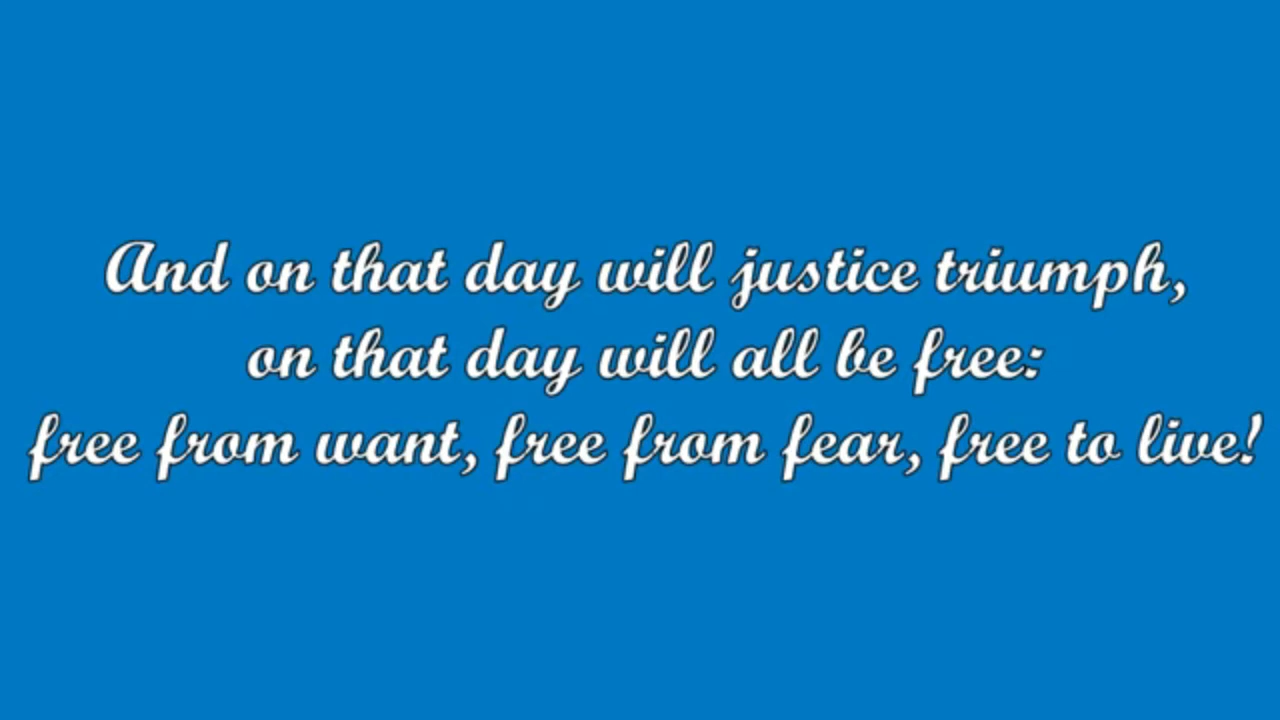 And on that day will justice triumph,
on that day will all be free:
free from want, free from fear, free to live!